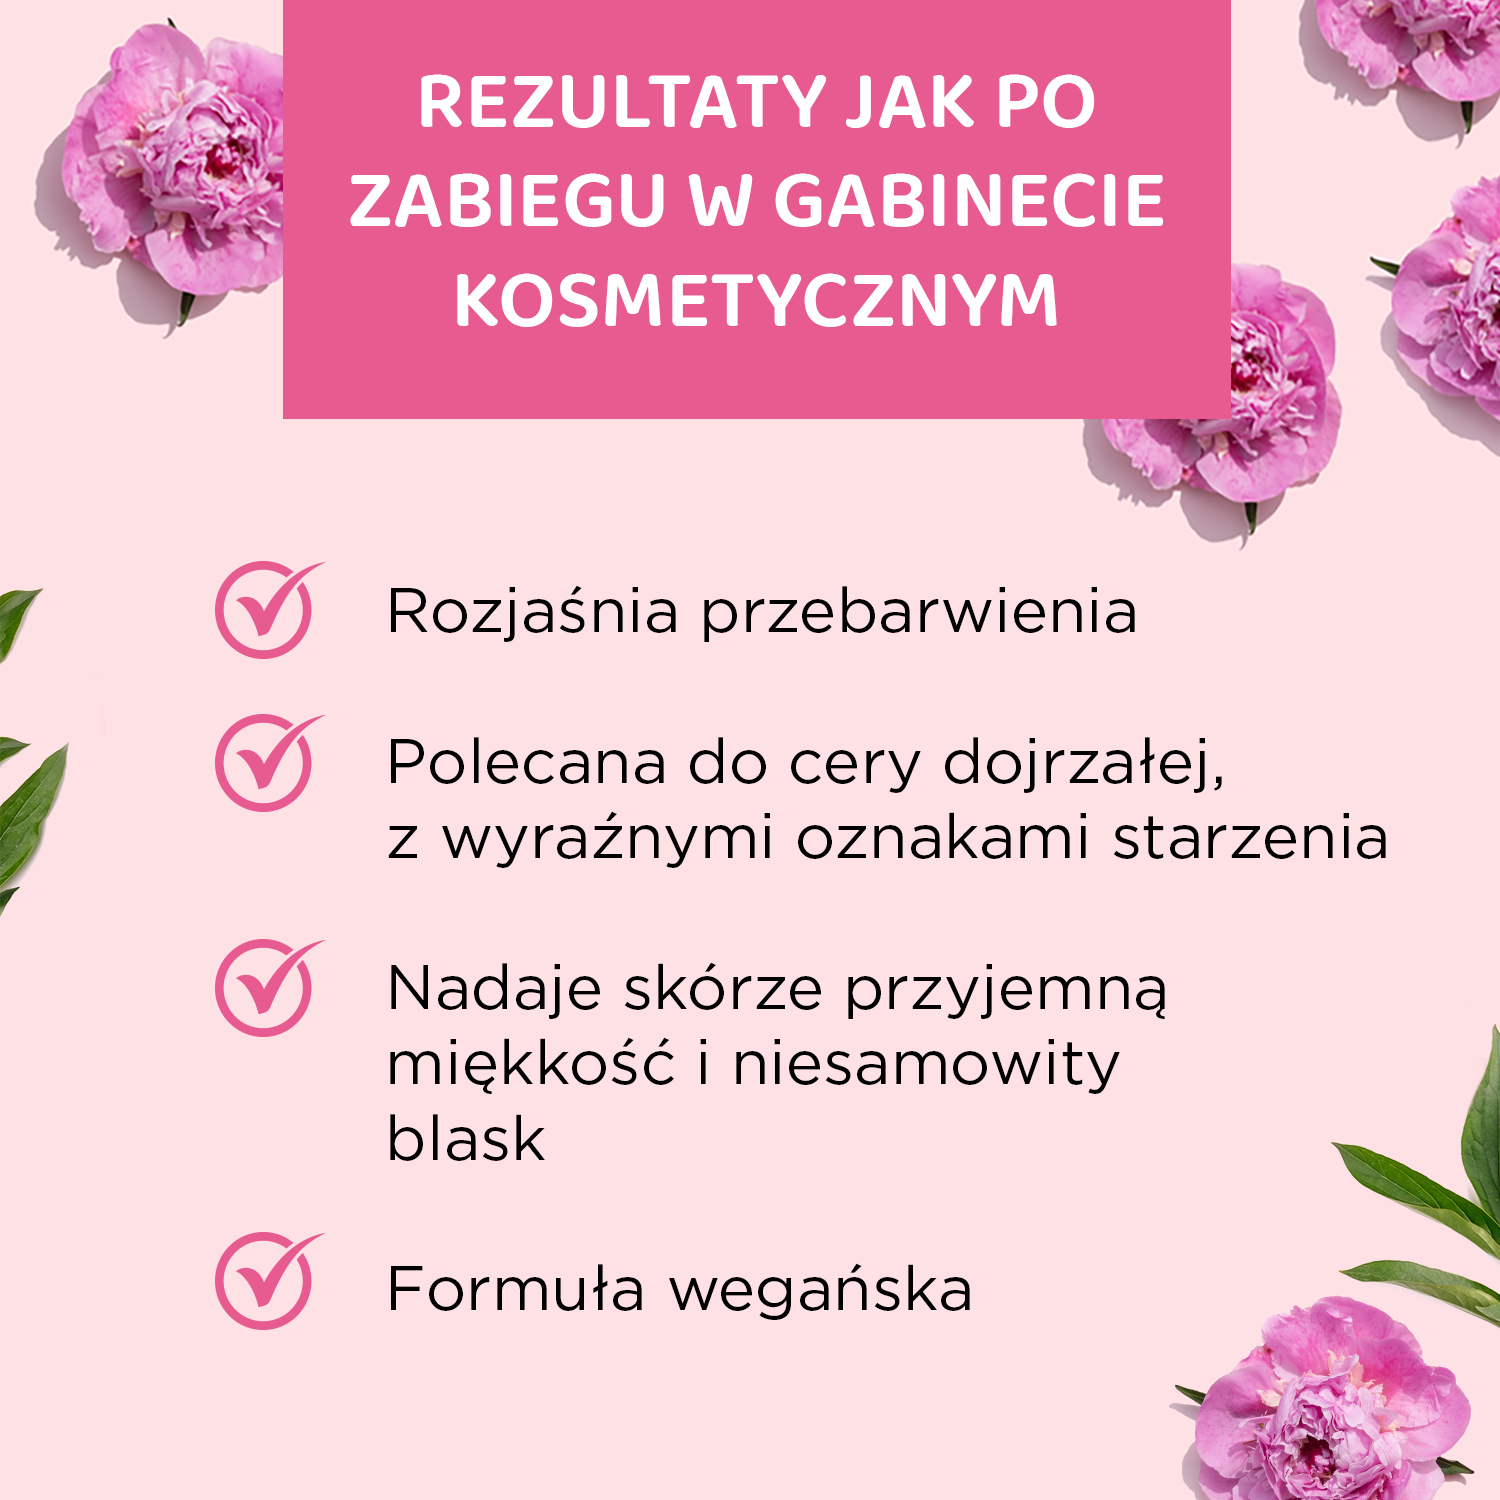 REZULTATY JAK PO
ZABIEGU W GABINECIE
KOSMETYCZNYM
Rozjaśnia przebarwienia
Polecana do cery dojrzałej,
z wyraźnymi oznakami starzenia
Nadaje skórze przyjemną
miękkość i niesamowity
blask
Formuła wegańska